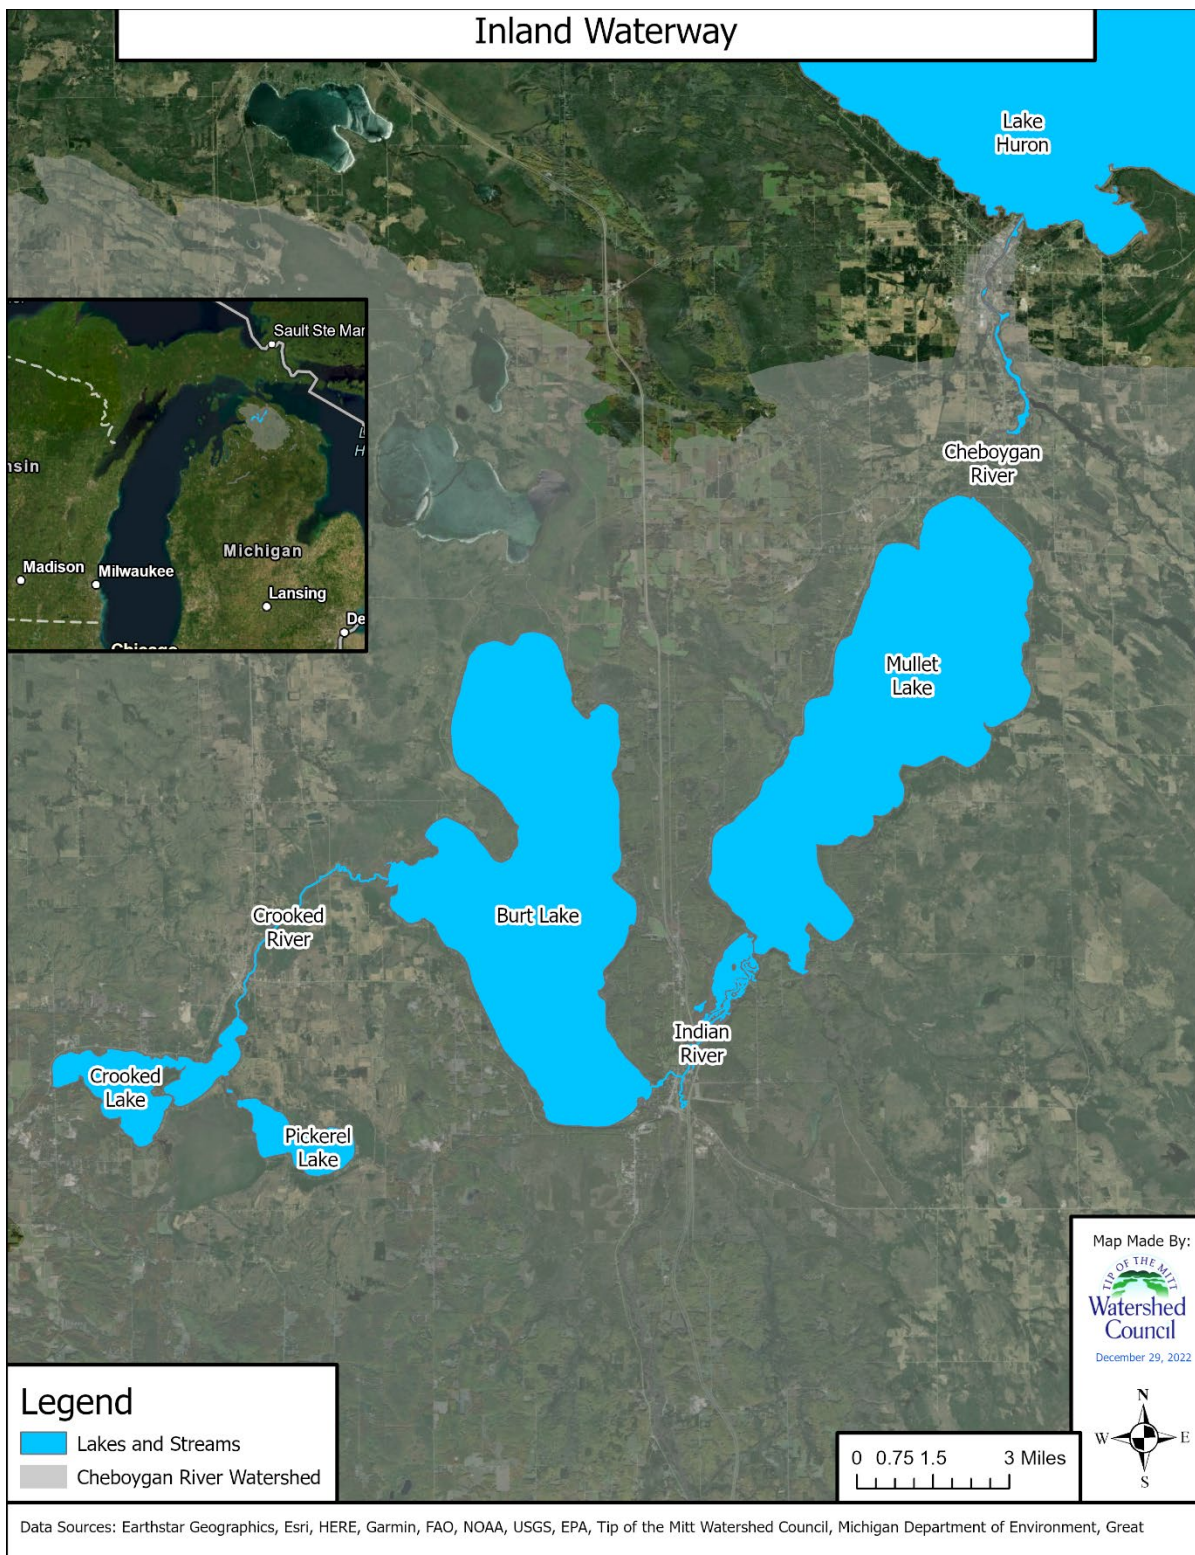 Inland Waterway
Lake
Huron
Sault Ste Mar
nsin
Michigan
Madison
Milwaukee
Lansing
De
Chicago
L
H
Cheboygan
River
Mullet
Lake
Burt Lake
Crooked
River
Indian
River
Crooked
Lake
Pickerel
Lake
Map Made By:
TIP OF THE MITT
Watershed
Council
December 29, 2022
N
W E
S
Legend
Lakes and Streams
Cheboygan River Watershed
0 0.75 1.5 3 Miles
Data Sources: Earthstar Geographics, Esri, HERE, Garmin, FAO, NOAA, USGS, EPA, Tip of the Mitt Watershed Council, Michigan Department of Environment, Great